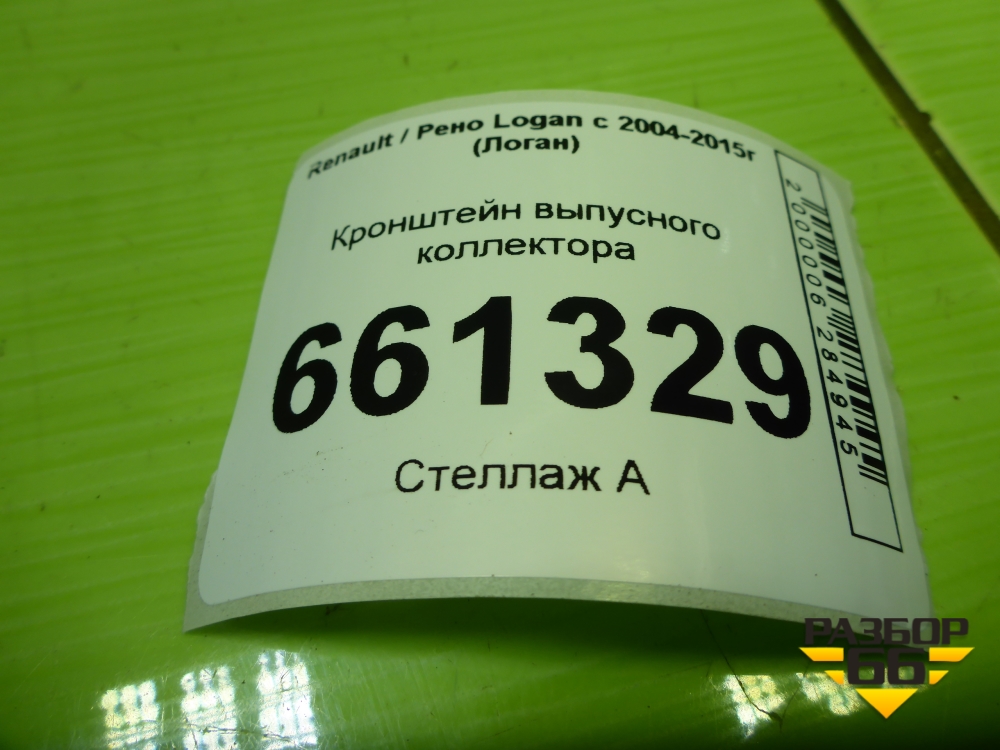 Renault / Рено Logan с 2004-2015г
(Логан)
Кронштейн выпусного
коллектора
661329
Стеллаж А
2000006284945
РАЗБОР
66